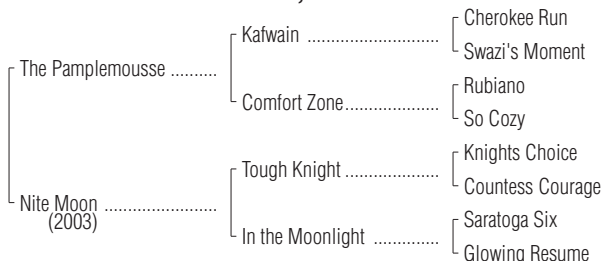 Cherokee Run
Kafwain ..............................
Swazi's Moment
The Pamplemousse ..........
Rubiano
Comfort Zone.....................
So Cozy
Knights Choice
Tough Knight .....................
Countess Courage
Nite Moon .........................
(2003)
Saratoga Six
In the Moonlight ...............
Glowing Resume